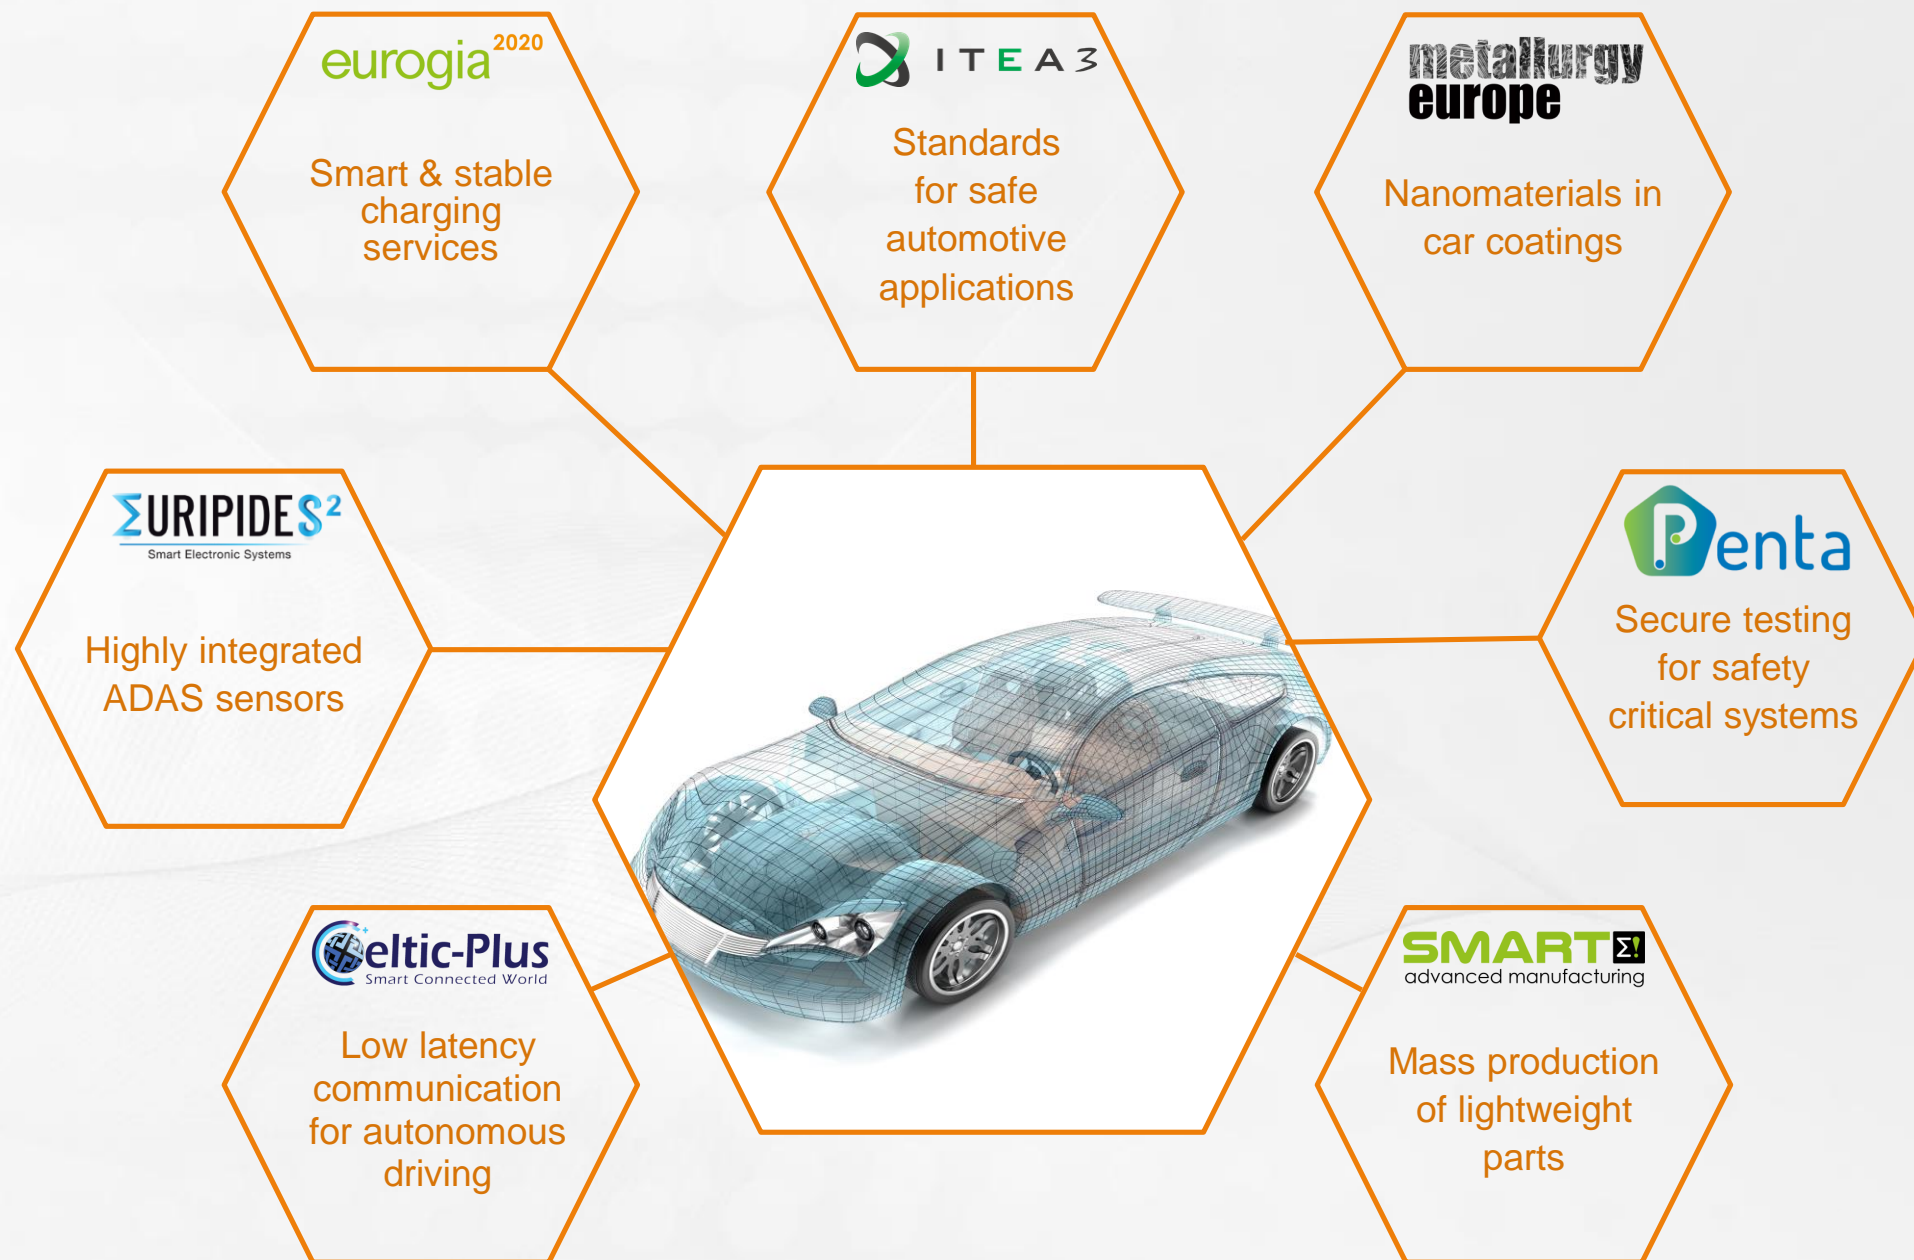 eurogia2020
Smart & stable
charging
services
ITEA3
Standards
for safe
automotive
applications
metallurgy
europe
Nanomaterials in
car coatings
ΣURIPIDES²
Smart Electronic Systems
Highly integrated
ADAS sensors
Penta
Secure testing
for safety
critical systems
Celtic-Plus
Smart Connected World
Low latency
communication
for autonomous
driving
SMART Σ!
advanced manufacturing
Mass production
of lightweight
parts